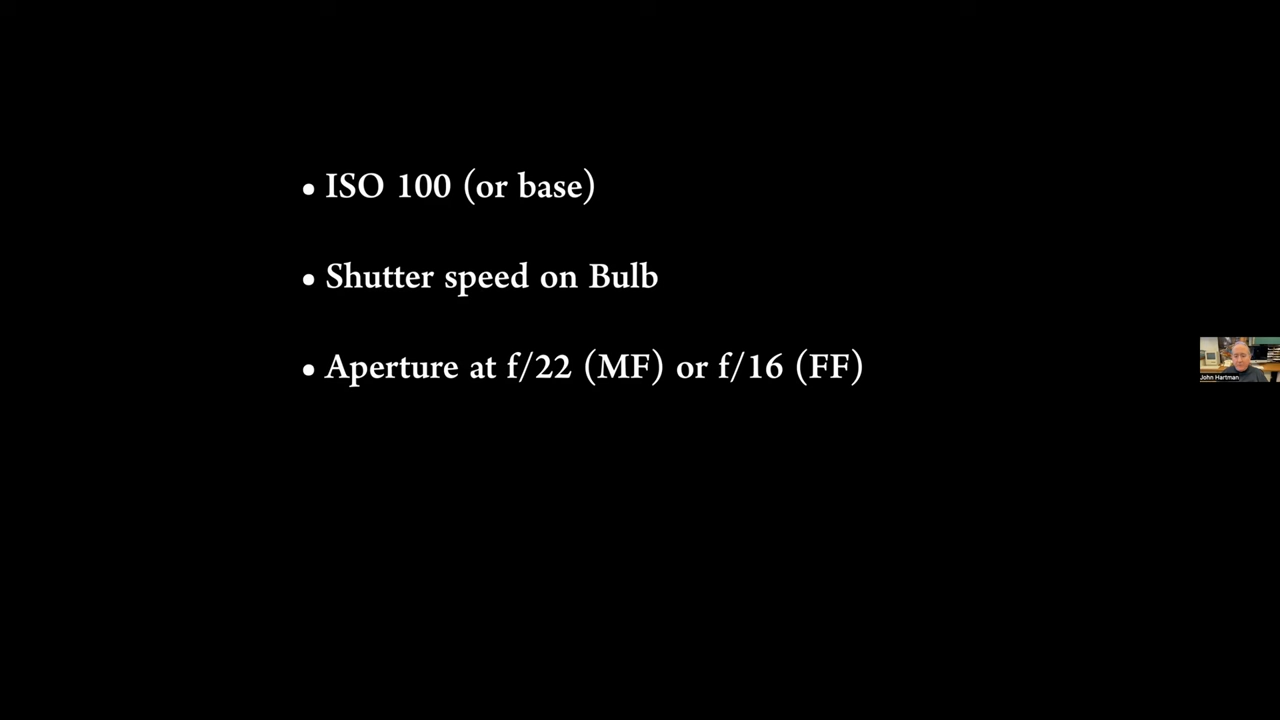 • ISO 100 (or base)
• Shutter speed on Bulb
• Aperture at f/22 (MF) or f/16 (FF)
John Hartman